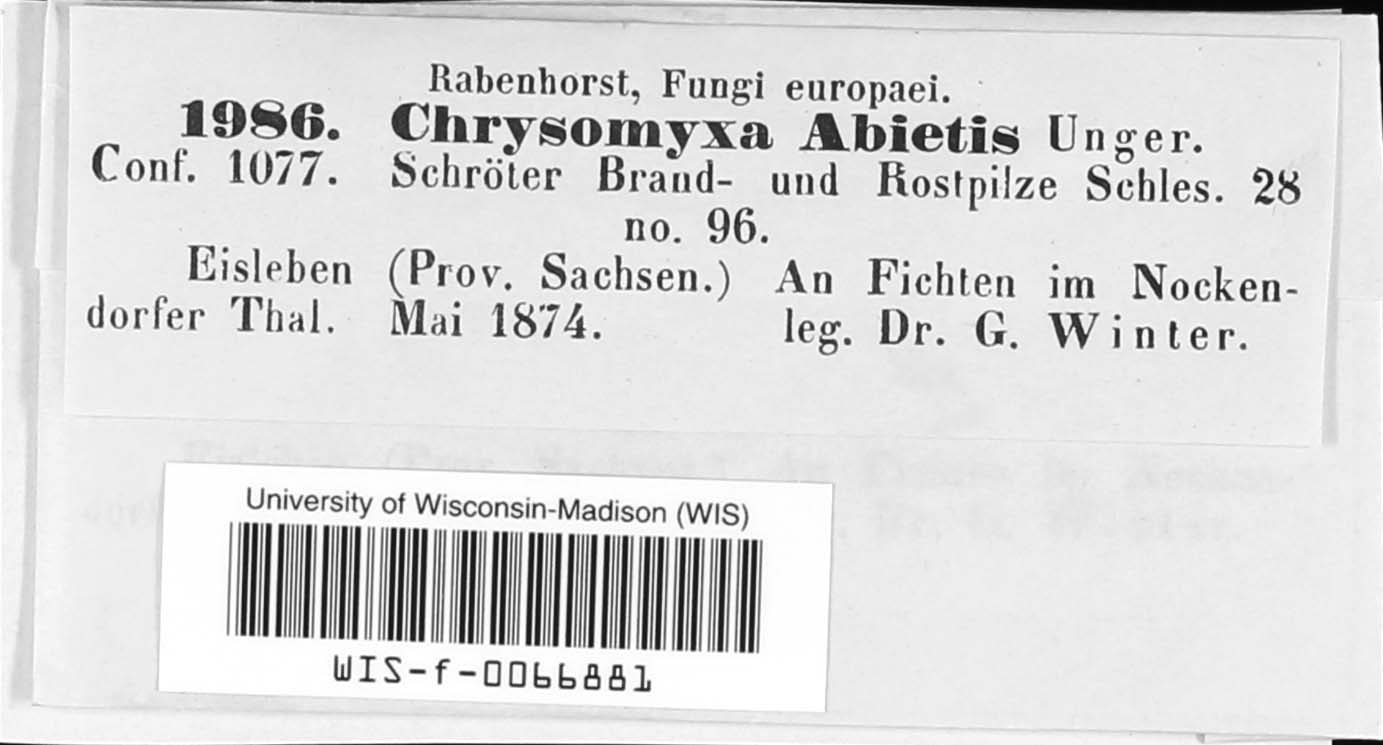 Rabenhorst, Fungi europaei.
1986. Chrysomyxa Abietis Unger.
Conf. 1077. Schröter Brand- und Rostpilze Schles. 28
no. 96.
Eisleben (Prov. Sachsen.) An Fichten im Nocken-
dorfer Thal. Mai 1874. leg. Dr. G. Winter.
University of Wisconsin-Madison (WIS)
WIS-f-0066881